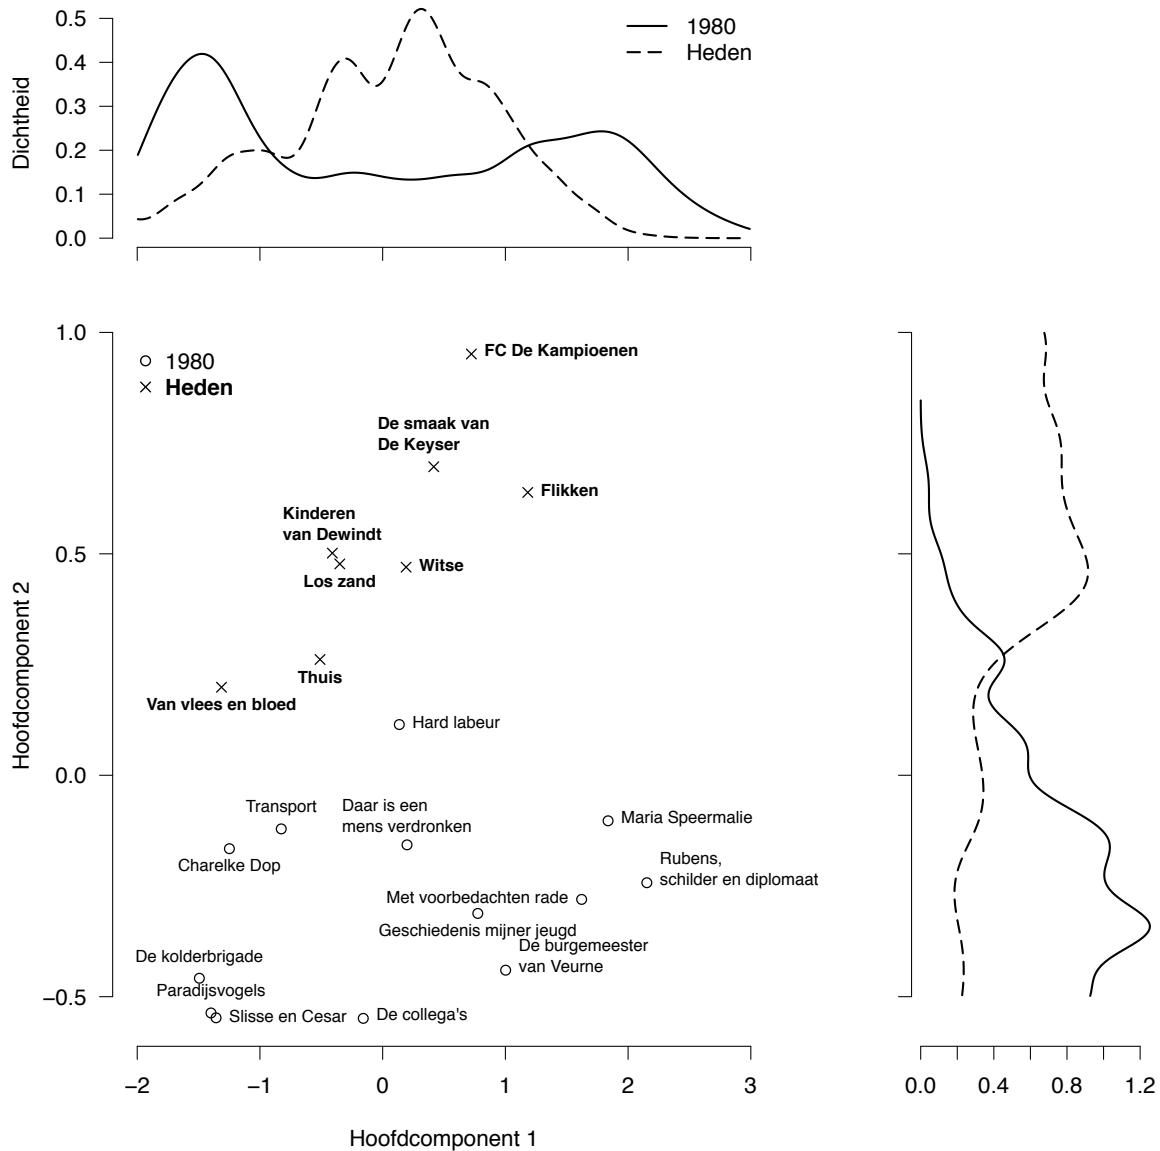 Dichtheid
0.5
0.4
0.3
0.2
0.1
0.0
1980
Heden
1980
Heden
FC De Kampioenen
De smaak van
De Keyser
Flikken
Kinderen
van Dewindt
Los zand
Witse
Thuis
Van vlees en bloed
Hard labeur
Transport
Daar is een
mens verdronken
Charelke Dop
Maria Speermalie
Rubens,
schilder en diplomaat
Met voorbedachten rade
Geschiedenis mijner jeugd
De burgemeester
van Veurne
De kolderbrigade
Paradijsvogels
Slisse en Cesar
De collega's
Hoofdcomponent 2
1.0
0.5
0.0
−0.5
−2
−1
0
1
2
3
Hoofdcomponent 1
0.0
0.4
0.8
1.2